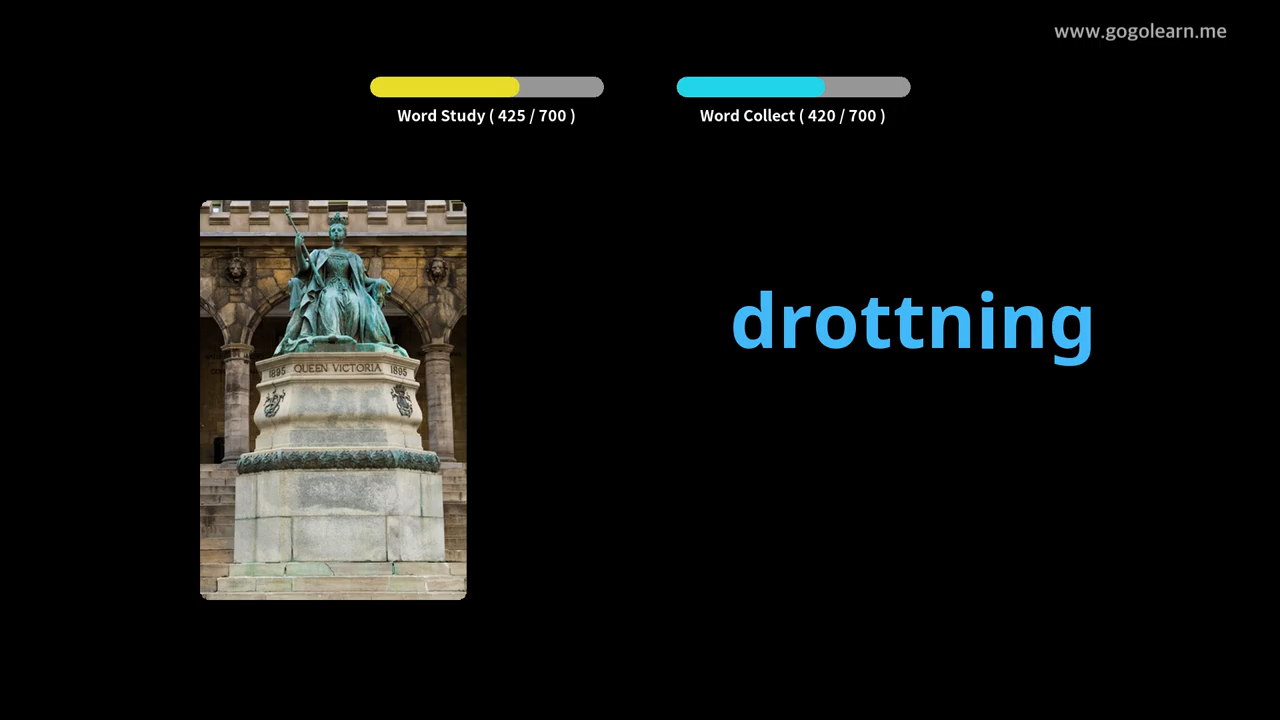 www.gogolearn.me
Word Study ( 425 / 700 )
Word Collect ( 420 / 700 )
drottning
1895 QUEEN VICTORIA 1895